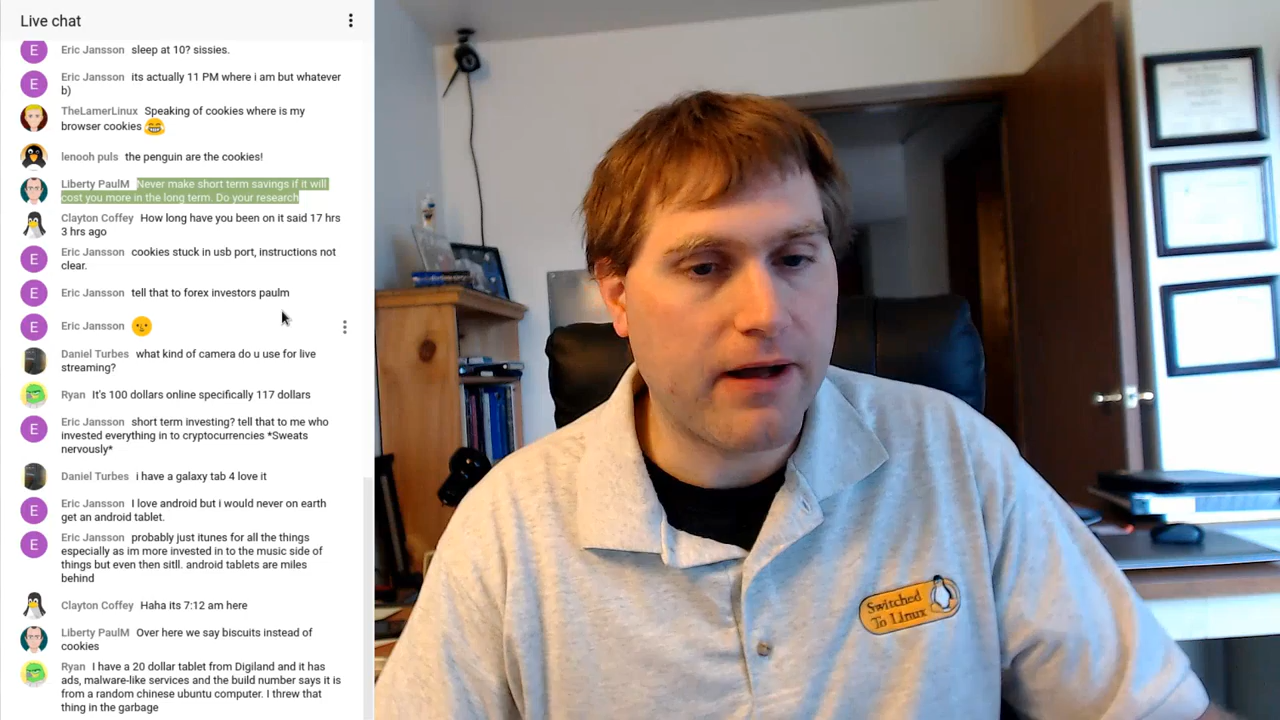 Live chat
Eric Jansson sleep at 10? sissies.
Eric Jansson its actually 11 PM where i am but whatever
b)
TheLamerLinux Speaking of cookies where is my
browser cookies 😂
lenooh puls the penguin are the cookies!
Liberty PaulM Never make short term savings if it will
cost you more in the long term. Do your research
Clayton Coffey How long have you been on it said 17 hrs
3 hrs ago
Eric Jansson cookies stuck in usb port, instructions not
clear.
Eric Jansson tell that to forex investors paulm
Eric Jansson 🌞
Daniel Turbes what kind of camera do u use for live
streaming?
Ryan It's 100 dollars online specifically 117 dollars
Eric Jansson short term investing? tell that to me who
invested everything in to cryptocurrencies *Sweats
nervously*
Daniel Turbes i have a galaxy tab 4 love it
Eric Jansson I love android but i would never on earth
get an android tablet.
Eric Jansson probably just itunes for all the things
especially as im more invested in to the music side of
things but even then sitll. android tablets are miles
behind
Clayton Coffey Haha its 7:12 am here
Liberty PaulM Over here we say biscuits instead of
cookies
Ryan I have a 20 dollar tablet from Digiland and it has
ads, malware-like services and the build number says it is
from a random chinese ubuntu computer. I threw that
thing in the garbage
Switched
To Linux